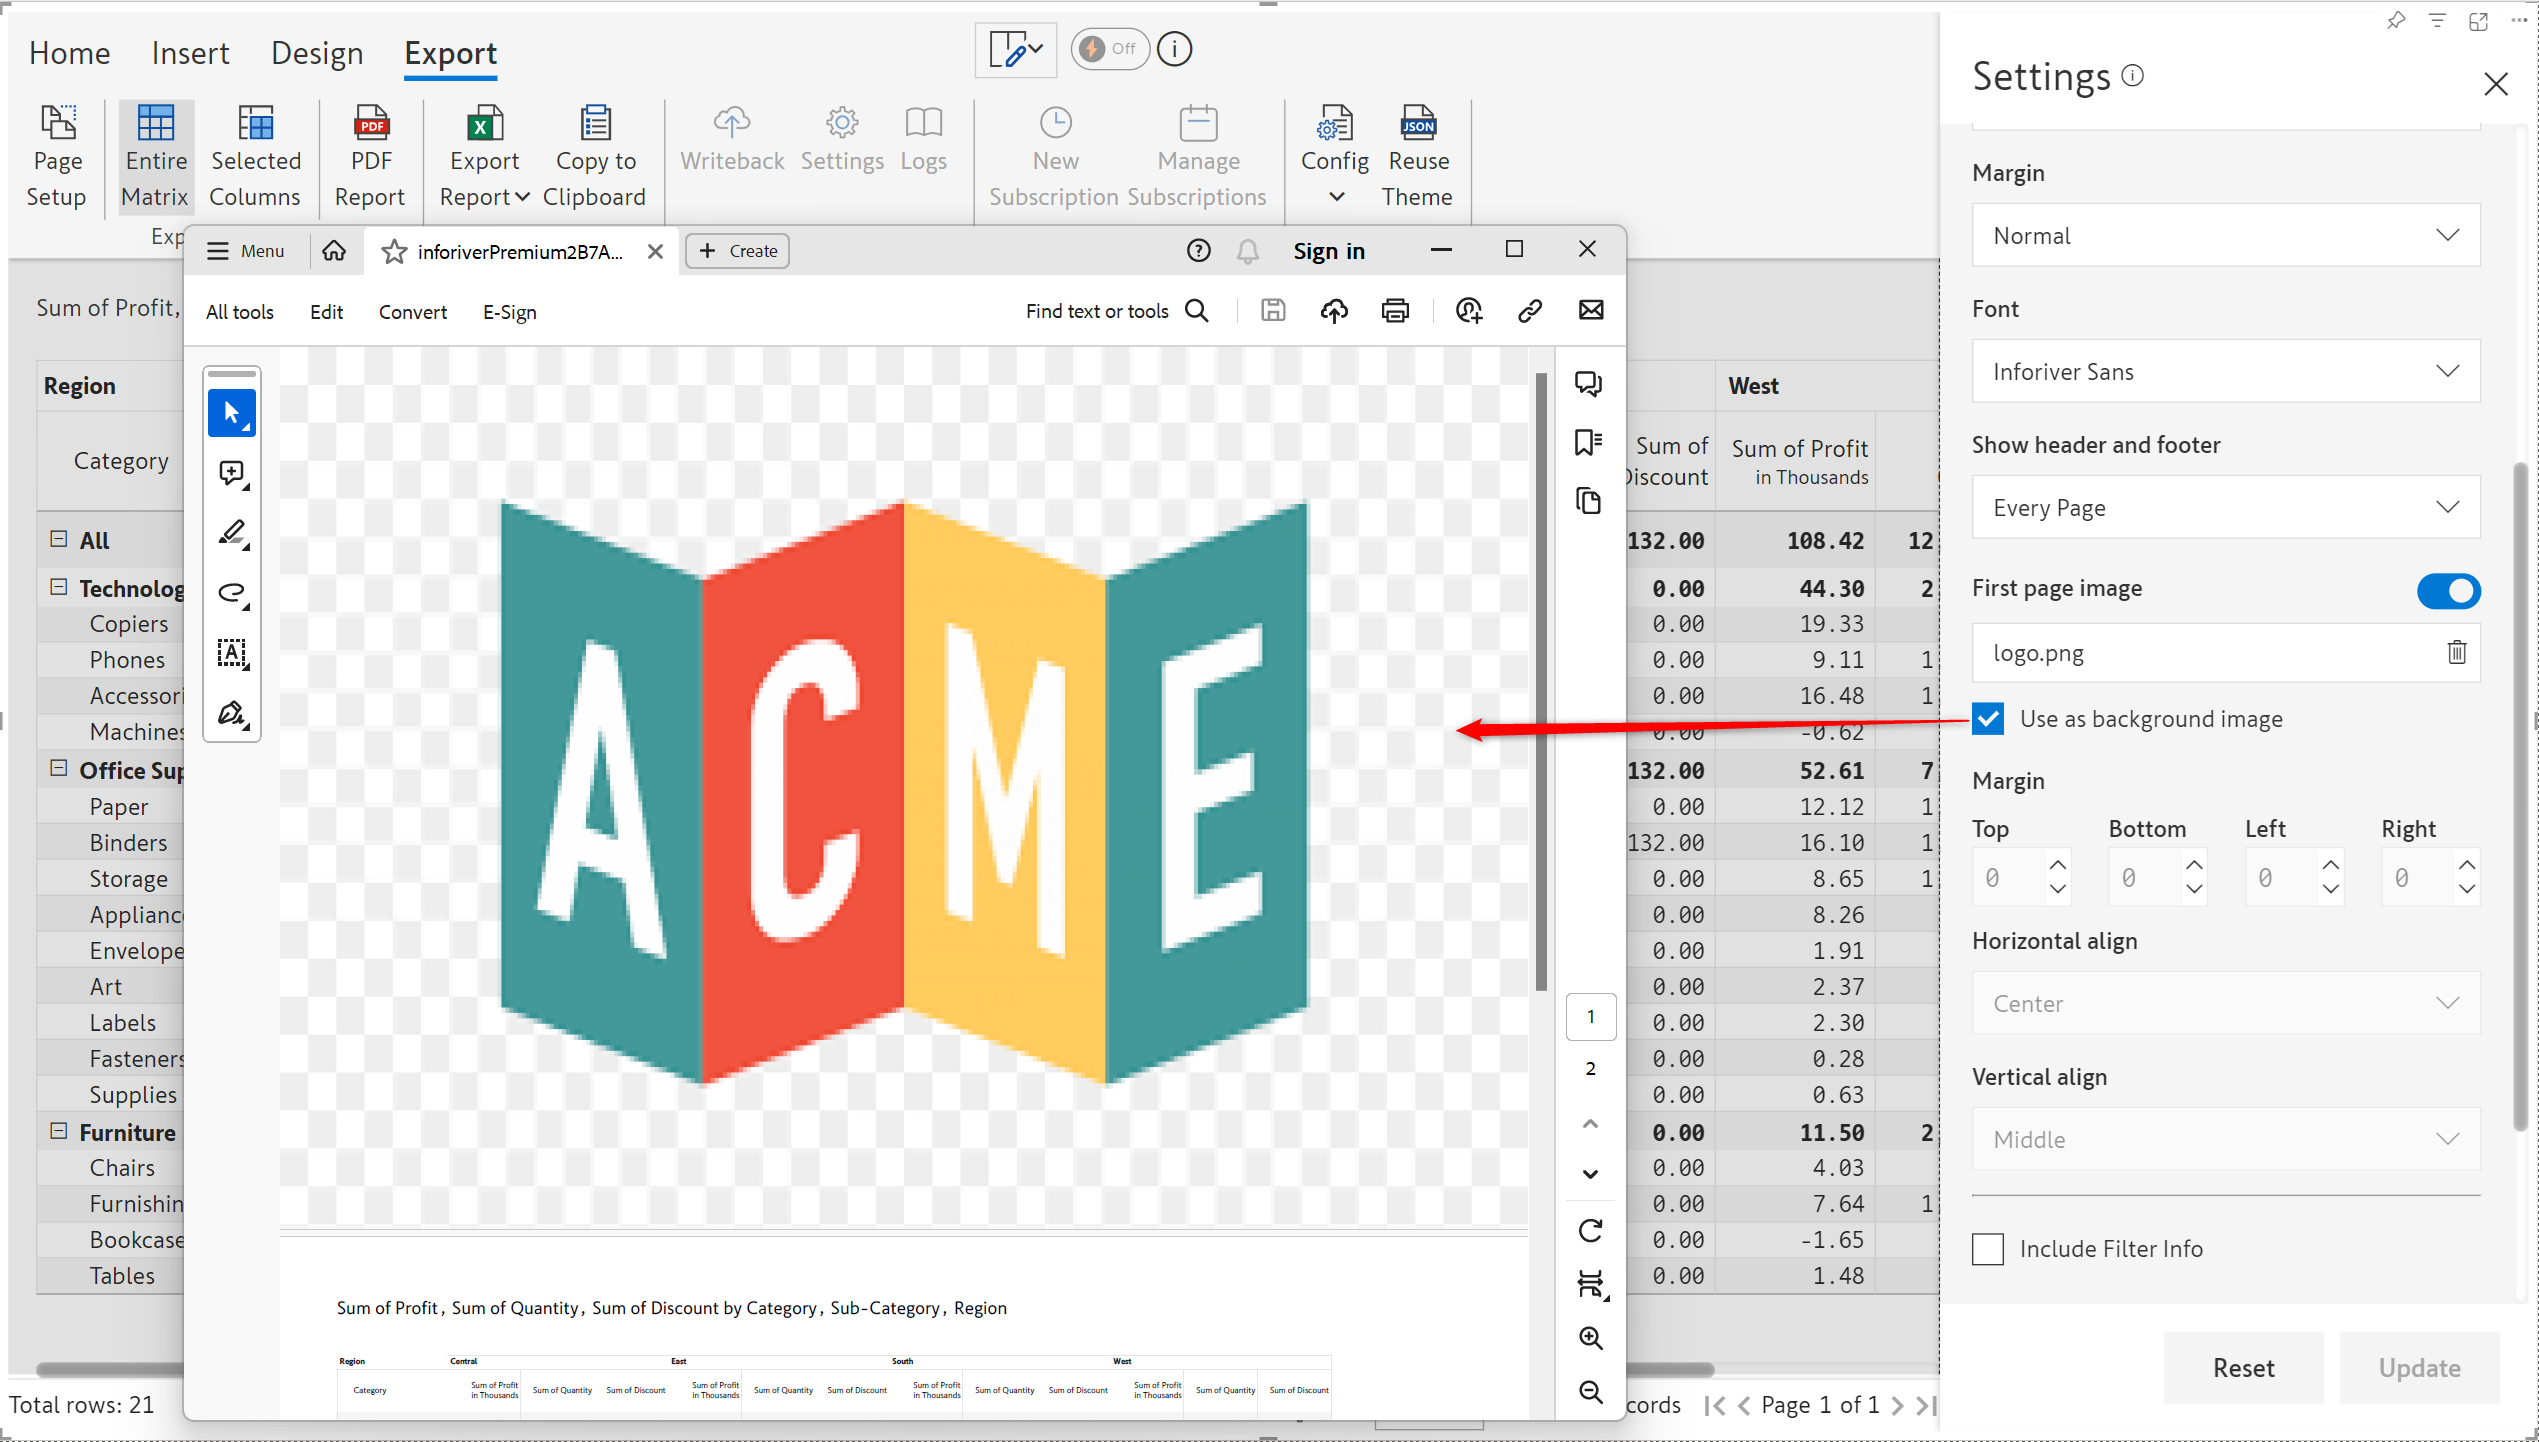 Home Insert Design Export
Off
Page Setup
Entire Matrix
Selected Columns
PDF
PDF Report
X
Export Report
Copy to Clipboard
Writeback
Settings
Logs
New Subscription
Manage Subscriptions
Config
JSON
Reuse Theme
Exp
Menu
inforiverPremium2B7A...
Create
Sign in
All tools Edit Convert E-Sign
Find text or tools
Sum of Profit,
Region
Category
All
Technolog
Copiers
Phones
Accessori
Machines
Office Sup
Paper
Binders
Storage
Applianc
Envelope
Art
Labels
Fasteners
Supplies
Furniture
Chairs
Furnishin
Bookcase
Tables
Total rows: 21
ACME
1
2
Sum of Profit, Sum of Quantity, Sum of Discount by Category, Sub-Category, Region
Region Central East South West
Category
Sum of Profit in Thousands Sum of Quantity Sum of Discount
Sum of Profit in Thousands Sum of Quantity Sum of Discount
Sum of Profit in Thousands Sum of Quantity Sum of Discount
Sum of Profit in Thousands Sum of Quantity Sum of Discount
West
Sum of Discount
Sum of Profit
in Thousands
132.00 108.42 12
0.00 44.30 2
0.00 19.33
0.00 9.11 1
0.00 16.48 1
0.00 -0.62
132.00 52.61 7
0.00 12.12 1
132.00 16.10 1
0.00 8.65 1
0.00 8.26
0.00 1.91
0.00 2.37
0.00 2.30
0.00 0.28
0.00 0.63
0.00 11.50 2
0.00 4.03
0.00 7.64 1
0.00 -1.65
0.00 1.48
cords
Page 1 of 1
Settings
Margin
Normal
Font
Inforiver Sans
Show header and footer
Every Page
First page image
logo.png
Use as background image
Margin
Top Bottom Left Right
0 0 0 0
Horizontal align
Center
Vertical align
Middle
Include Filter Info
Reset Update